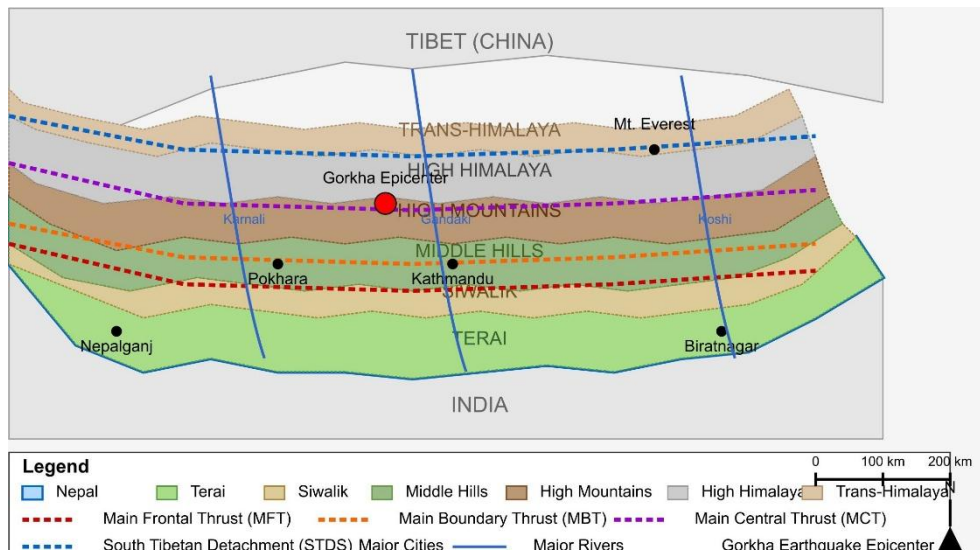 TIBET (CHINA)
TRANS-HIMALAYA
Mt. Everest
HIGH HIMALAYA
Gorkha Epicenter
HIGH MOUNTAINS
Karnali
Gandaki
Koshi
MIDDLE HILLS
Pokhara
Kathmandu
SIWALIK
TERAI
Nepalganj
Biratnagar
INDIA
Legend
0 100 km 200 km
N
Nepal Terai Siwalik Middle Hills High Mountains High Himalaya Trans-Himalaya
Main Frontal Thrust (MFT) Main Boundary Thrust (MBT) Main Central Thrust (MCT)
South Tibetan Detachment (STDS) Major Cities Major Rivers Gorkha Earthquake Epicenter